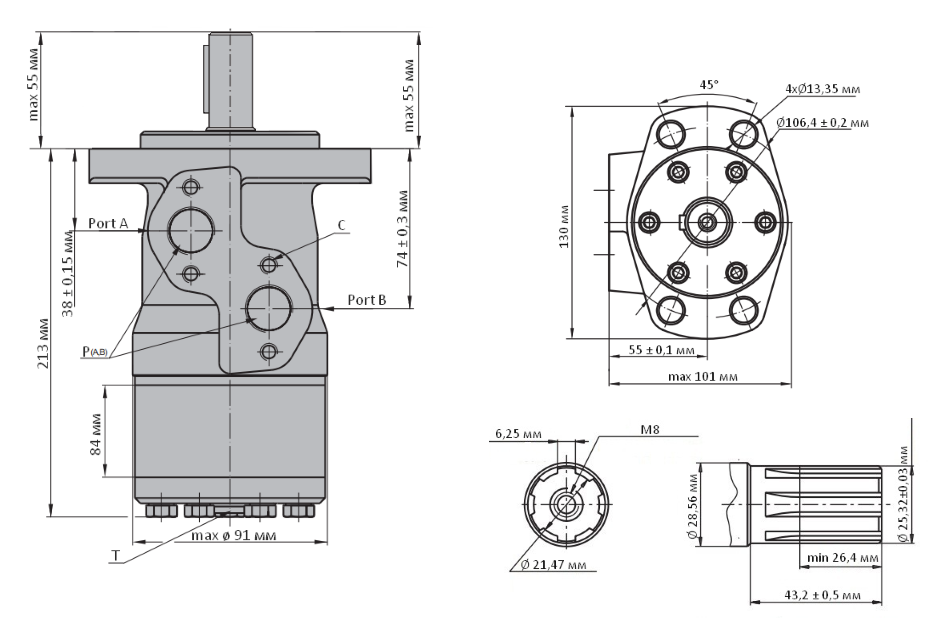 max 55 мм
max 55 мм
Port A
38 ± 0,15 мм
C
74 ± 0,3 мм
Port B
P(A,B)
213 мм
84 мм
max ø 91 мм
T
45°
4xØ13,35 мм
Ø106,4 ± 0,2 мм
130 мм
55 ± 0,1 мм
max 101 мм
6,25 мм
M8
Ø 21,47 мм
Ø 28,56 мм
Ø 25,32±0,03 мм
min 26,4 мм
43,2 ± 0,5 мм